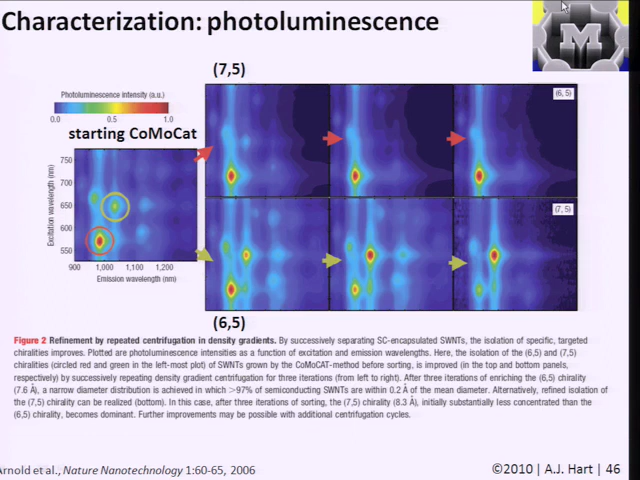 Characterization: photoluminescence
M
(7,5)
Photoluminescence intensity (a.u.)
0.0 0.5 1.0
starting CoMoCat
(6, 5)
(7, 5)
Excitation wavelength (nm)
750
700
650
600
550
900 1,000 1,100 1,200
Emission wavelength (nm)
(6,5)
Figure 2 Refinement by repeated centrifugation in density gradients. By successively separating SC-encapsulated SWNTs, the isolation of specific, targeted
chiralities improves. Plotted are photoluminescence intensities as a function of excitation and emission wavelengths. Here, the isolation of the (6,5) and (7,5)
chiralities (circled red and green in the left-most plot) of SWNTs grown by the CoMoCAT-method before sorting, is improved (in the top and bottom panels,
respectively) by successively repeating density gradient centrifugation for three iterations (from left to right). After three iterations of enriching the (6,5) chirality
(7.6 Å), a narrow diameter distribution is achieved in which >97% of semiconducting SWNTs are within 0.2 Å of the mean diameter. Alternatively, refined isolation of
the (7,5) chirality can be realized (bottom). In this case, after three iterations of sorting, the (7,5) chirality (8.3 Å), initially substantially less concentrated than the
(6,5) chirality, becomes dominant. Further improvements may be possible with additional centrifugation cycles.
Arnold et al., Nature Nanotechnology 1:60-65, 2006
©2010 | A.J. Hart | 46